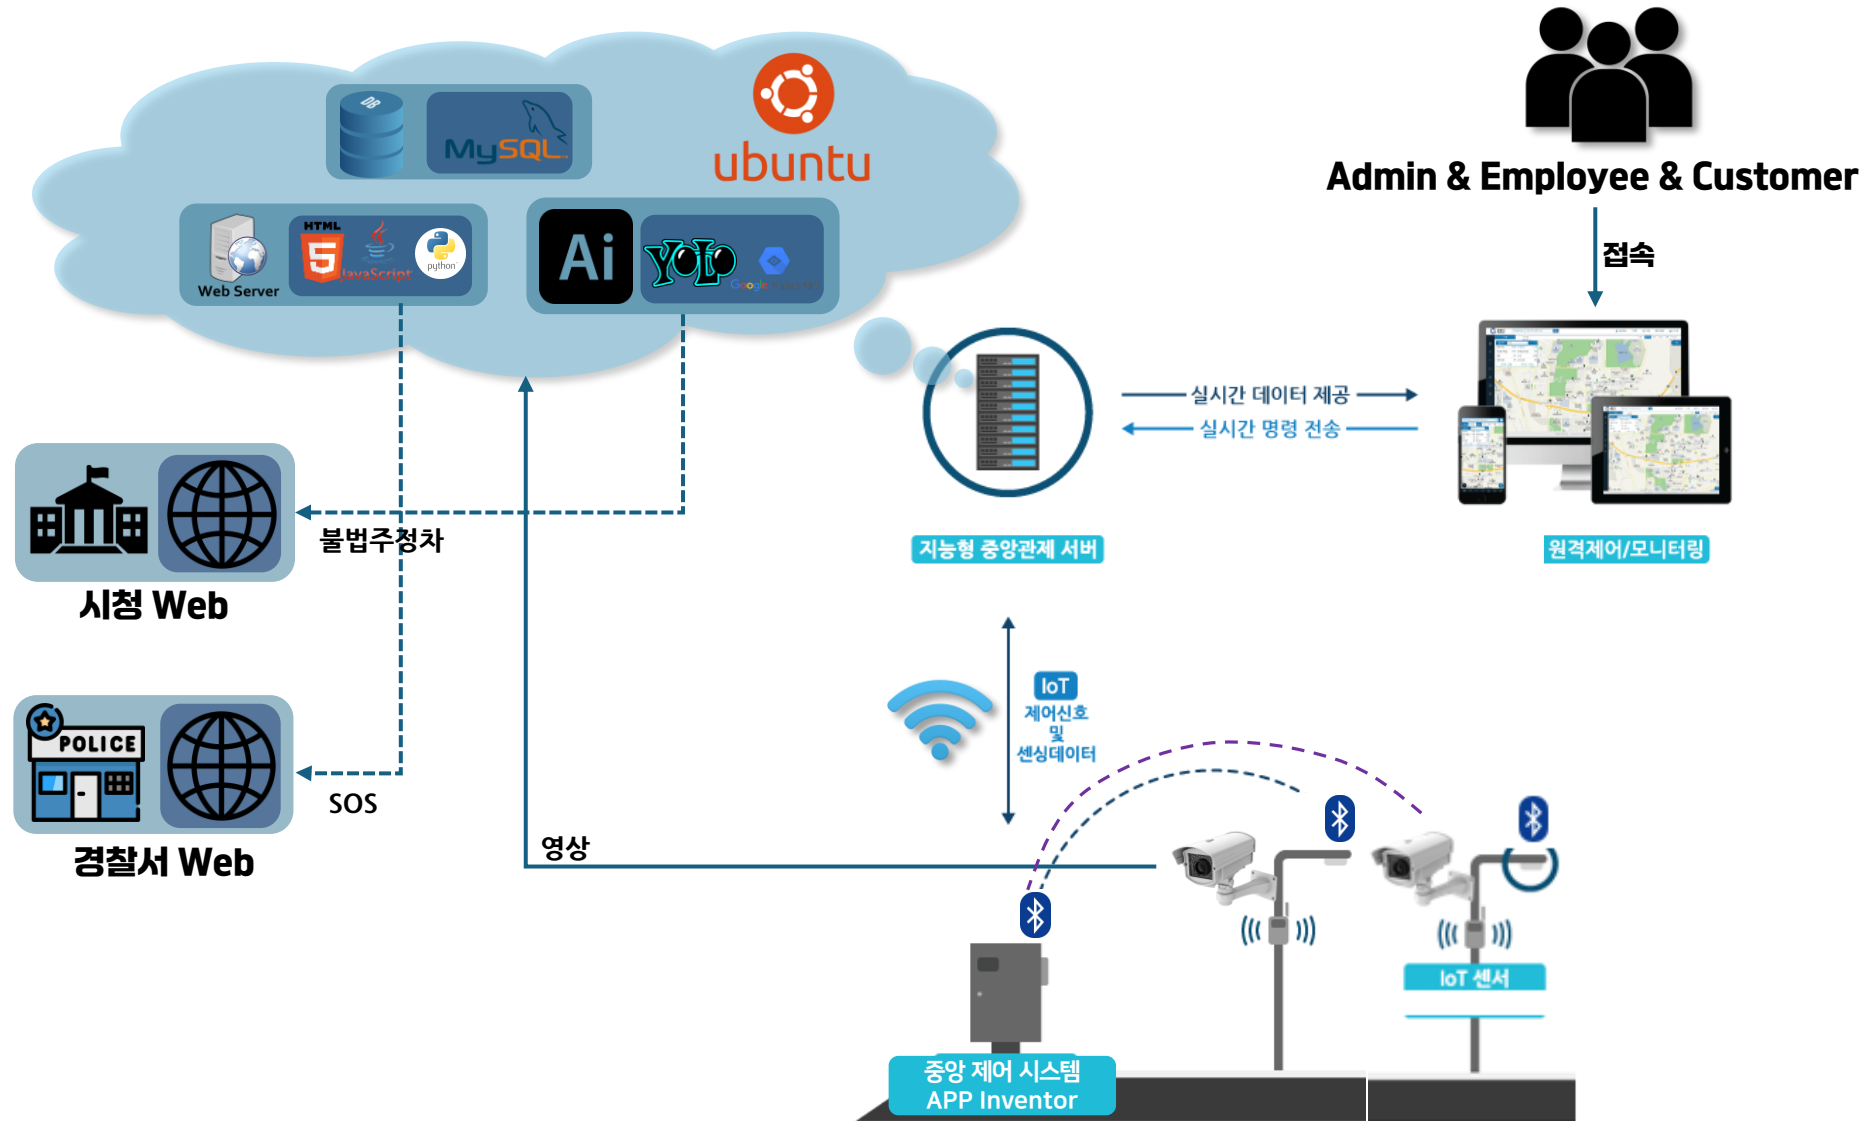 DB
MySQL
ubuntu
Admin & Employee & Customer
Web Server
HTML
5
JavaScript
python
Ai
YOLO
Google
접속
실시간 데이터 제공
실시간 명령 전송
불법주정차
시청 Web
지능형 중앙관제 서버
원격제어/모니터링
IoT
제어신호
및
센싱데이터
POLICE
SOS
경찰서 Web
영상
IoT 센서
중앙 제어 시스템
APP Inventor